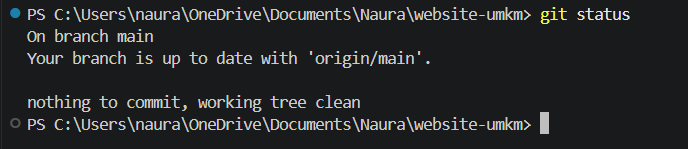 PS C:\Users\naura\OneDrive\Documents\Naura\website-umkm> git status
On branch main
Your branch is up to date with 'origin/main'.
nothing to commit, working tree clean
PS C:\Users\naura\OneDrive\Documents\Naura\website-umkm>